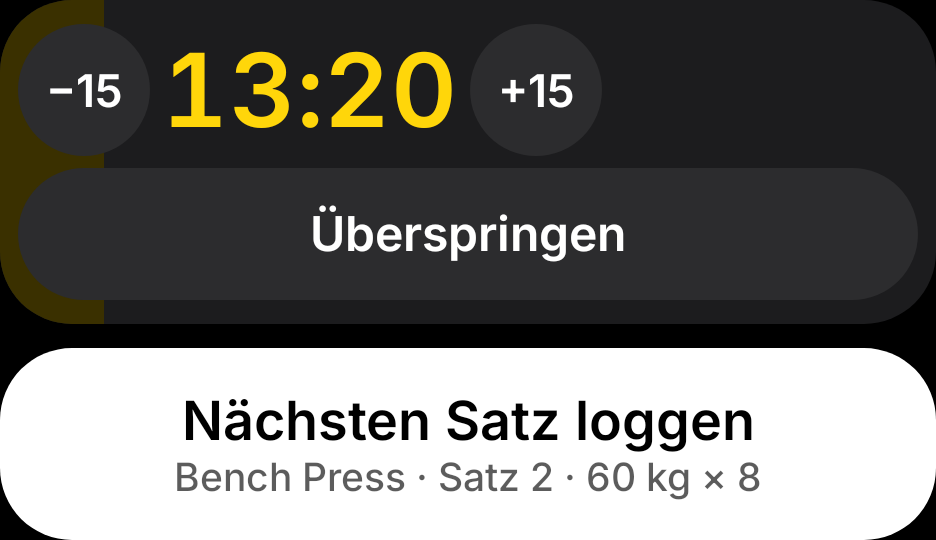 −15 13:20 +15
Überspringen
Nächsten Satz loggen
Bench Press · Satz 2 · 60 kg × 8